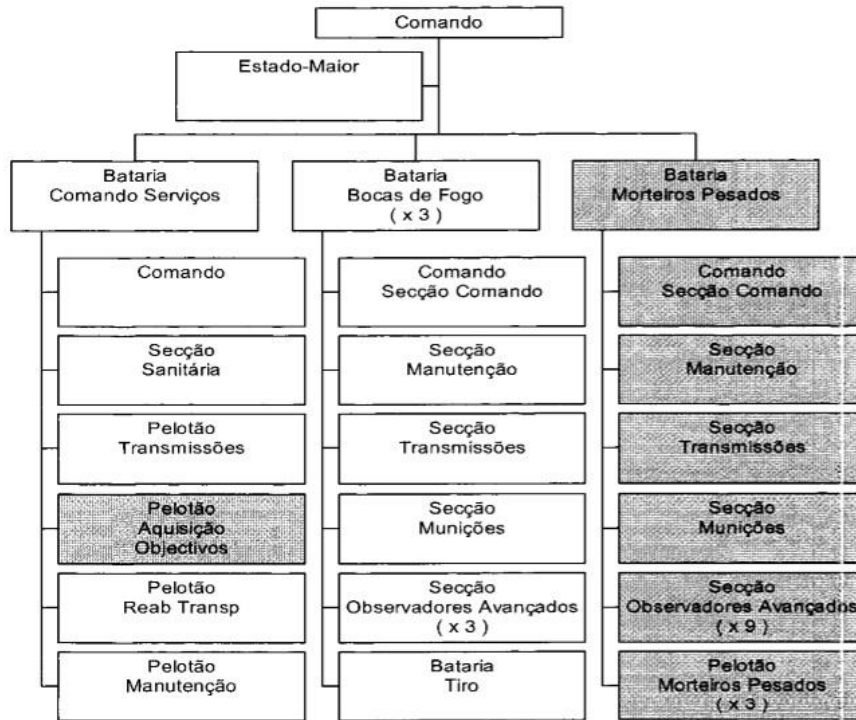 Comando
Estado-Maior
Bataria
Comando Serviços
Bataria
Bocas de Fogo
( x 3 )
Bataria
Morteiros Pesados
Comando
Secção
Sanitária
Pelotão
Transmissões
Pelotão
Aquisição
Objectivos
Pelotão
Reab Transp
Pelotão
Manutenção
Comando
Secção Comando
Secção
Manutenção
Secção
Transmissões
Secção
Munições
Secção
Observadores Avançados
( x 3 )
Bataria
Tiro
Comando
Secção Comando
Secção
Manutenção
Secção
Transmissões
Secção
Munições
Secção
Observadores Avançados
( x 9 )
Pelotão
Morteiros Pesados
( x 3 )